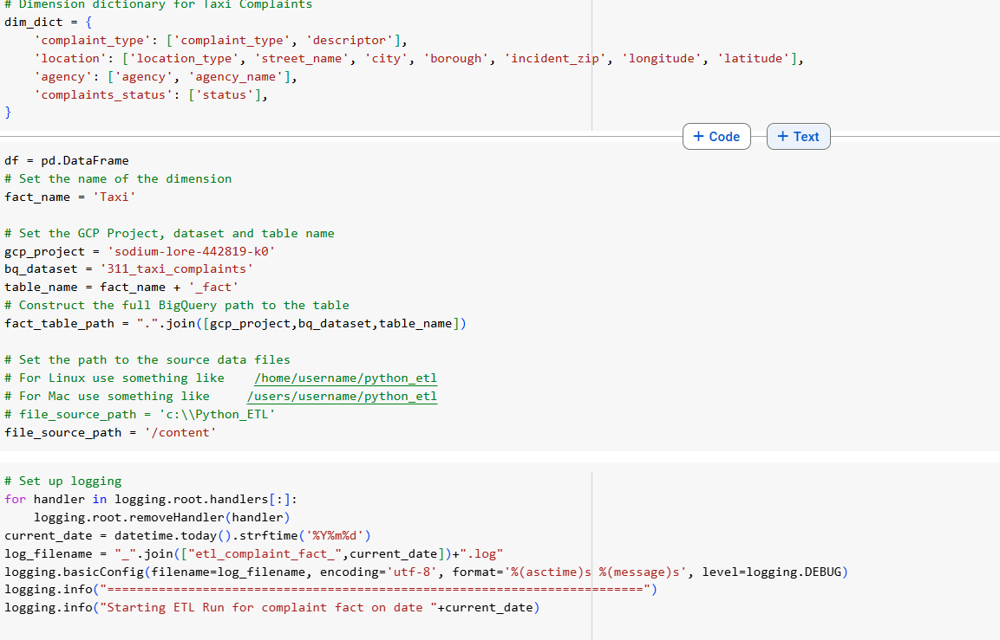 # Dimension dictionary for Taxi Complaints
dim_dict = {
    'complaint_type': ['complaint_type', 'descriptor'],
    'location': ['location_type', 'street_name', 'city', 'borough', 'incident_zip', 'longitude', 'latitude'],
    'agency': ['agency', 'agency_name'],
    'complaints_status': ['status'],
}
+ Code + Text
df = pd.DataFrame
# Set the name of the dimension
fact_name = 'Taxi'

# Set the GCP Project, dataset and table name
gcp_project = 'sodium-lore-442819-k0'
bq_dataset = '311_taxi_complaints'
table_name = fact_name + '_fact'
# Construct the full BigQuery path to the table
fact_table_path = ".".join([gcp_project,bq_dataset,table_name])

# Set the path to the source data files
# For Linux use something like    /home/username/python_etl
# For Mac use something like     /users/username/python_etl
# file_source_path = 'c:\\Python_ETL'
file_source_path = '/content'

# Set up logging
for handler in logging.root.handlers[:]:
    logging.root.removeHandler(handler)
current_date = datetime.today().strftime('%Y%m%d')
log_filename = "_".join(["etl_complaint_fact_",current_date])+".log"
logging.basicConfig(filename=log_filename, encoding='utf-8', format='%(asctime)s %(message)s', level=logging.DEBUG)
logging.info("=========================================================================")
logging.info("Starting ETL Run for complaint fact on date "+current_date)